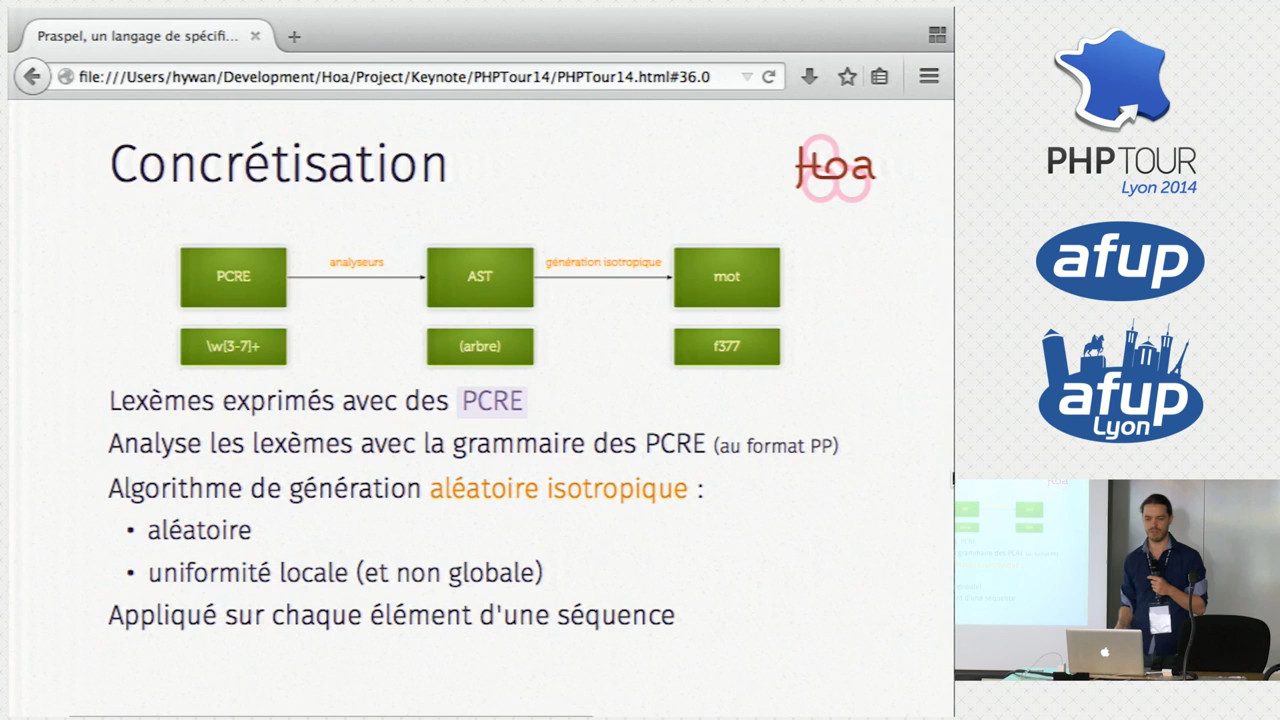 Praspel, un langage de spécifi...
file:///Users/hywan/Development/Hoa/Project/Keynote/PHPTour14/PHPTour14.html#36.0
Concrétisation
Hoa
PCRE
analyseurs
AST
génération isotropique
mot
\w[3-7]+
(arbre)
f377
Lexèmes exprimés avec des PCRE
Analyse les lexèmes avec la grammaire des PCRE (au format PP)
Algorithme de génération aléatoire isotropique :
• aléatoire
• uniformité locale (et non globale)
Appliqué sur chaque élément d'une séquence
PHPTOUR
Lyon 2014
afup
afup
Lyon